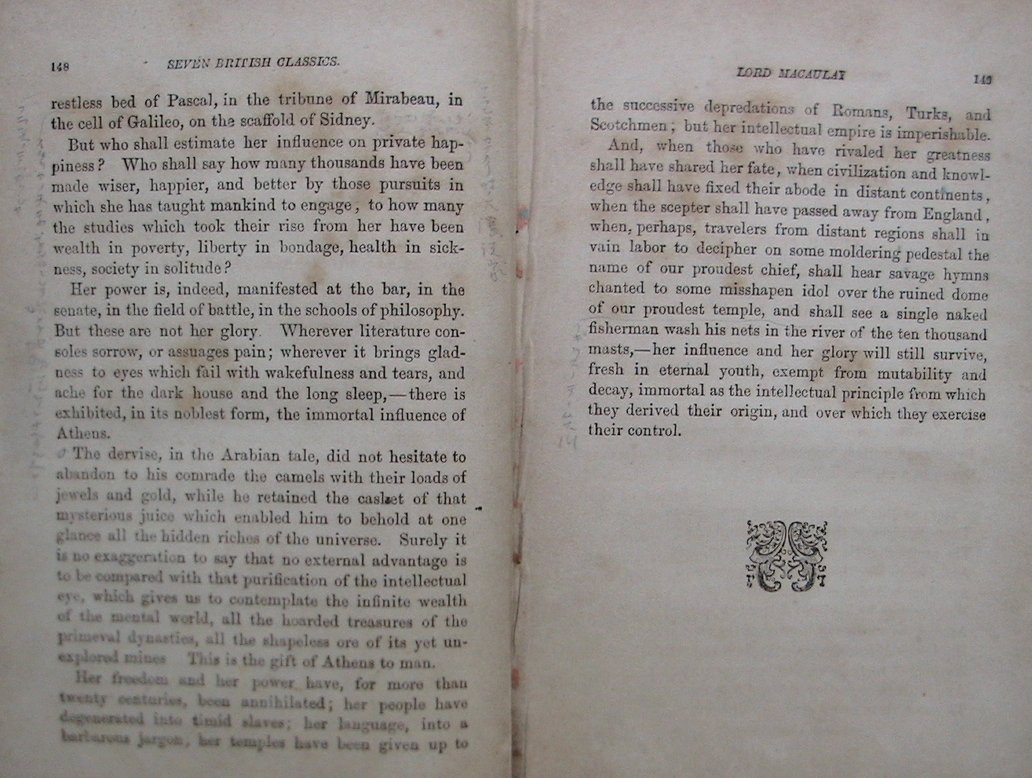 148
SEVEN BRITISH CLASSICS.
restless bed of Pascal, in the tribune of Mirabeau, in
the cell of Galileo, on the scaffold of Sidney.
But who shall estimate her influence on private hap-
piness? Who shall say how many thousands have been
made wiser, happier, and better by those pursuits in
which she has taught mankind to engage, to how many
the studies which took their rise from her have been
wealth in poverty, liberty in bondage, health in sick-
ness, society in solitude?
Her power is, indeed, manifested at the bar, in the
senate, in the field of battle, in the schools of philosophy.
But these are not her glory. Wherever literature con-
soles sorrow, or assuages pain; wherever it brings glad-
ness to eyes which fail with wakefulness and tears, and
ache for the dark house and the long sleep,—there is
exhibited, in its noblest form, the immortal influence of
Athens.
The dervise, in the Arabian tale, did not hesitate to
abandon to his comrade the camels with their loads of
jewels and gold, while he retained the casket of that
mysterious juice which enabled him to behold at one
glance all the hidden riches of the universe. Surely it
is no exaggeration to say that no external advantage is
to be compared with that purification of the intellectual
eye, which gives us to contemplate the infinite wealth
of the mental world, all the hoarded treasures of the
primeval dynasties, all the shapeless ore of its yet un-
explored mines This is the gift of Athens to man.
Her freedom and her power have, for more than
twenty centuries, been annihilated; her people have
degenerated into timid slaves; her language, into a
barbarous jargon, her temples have been given up to
LORD MACAULAY
149
the successive depredations of Romans, Turks, and
Scotchmen; but her intellectual empire is imperishable.
And, when those who have rivaled her greatness
shall have shared her fate, when civilization and knowl-
edge shall have fixed their abode in distant continents,
when the scepter shall have passed away from England,
when, perhaps, travelers from distant regions shall in
vain labor to decipher on some moldering pedestal the
name of our proudest chief, shall hear savage hymns
chanted to some misshapen idol over the ruined dome
of our proudest temple, and shall see a single naked
fisherman wash his nets in the river of the ten thousand
masts,—her influence and her glory will still survive,
fresh in eternal youth, exempt from mutability and
decay, immortal as the intellectual principle from which
they derived their origin, and over which they exercise
their control.